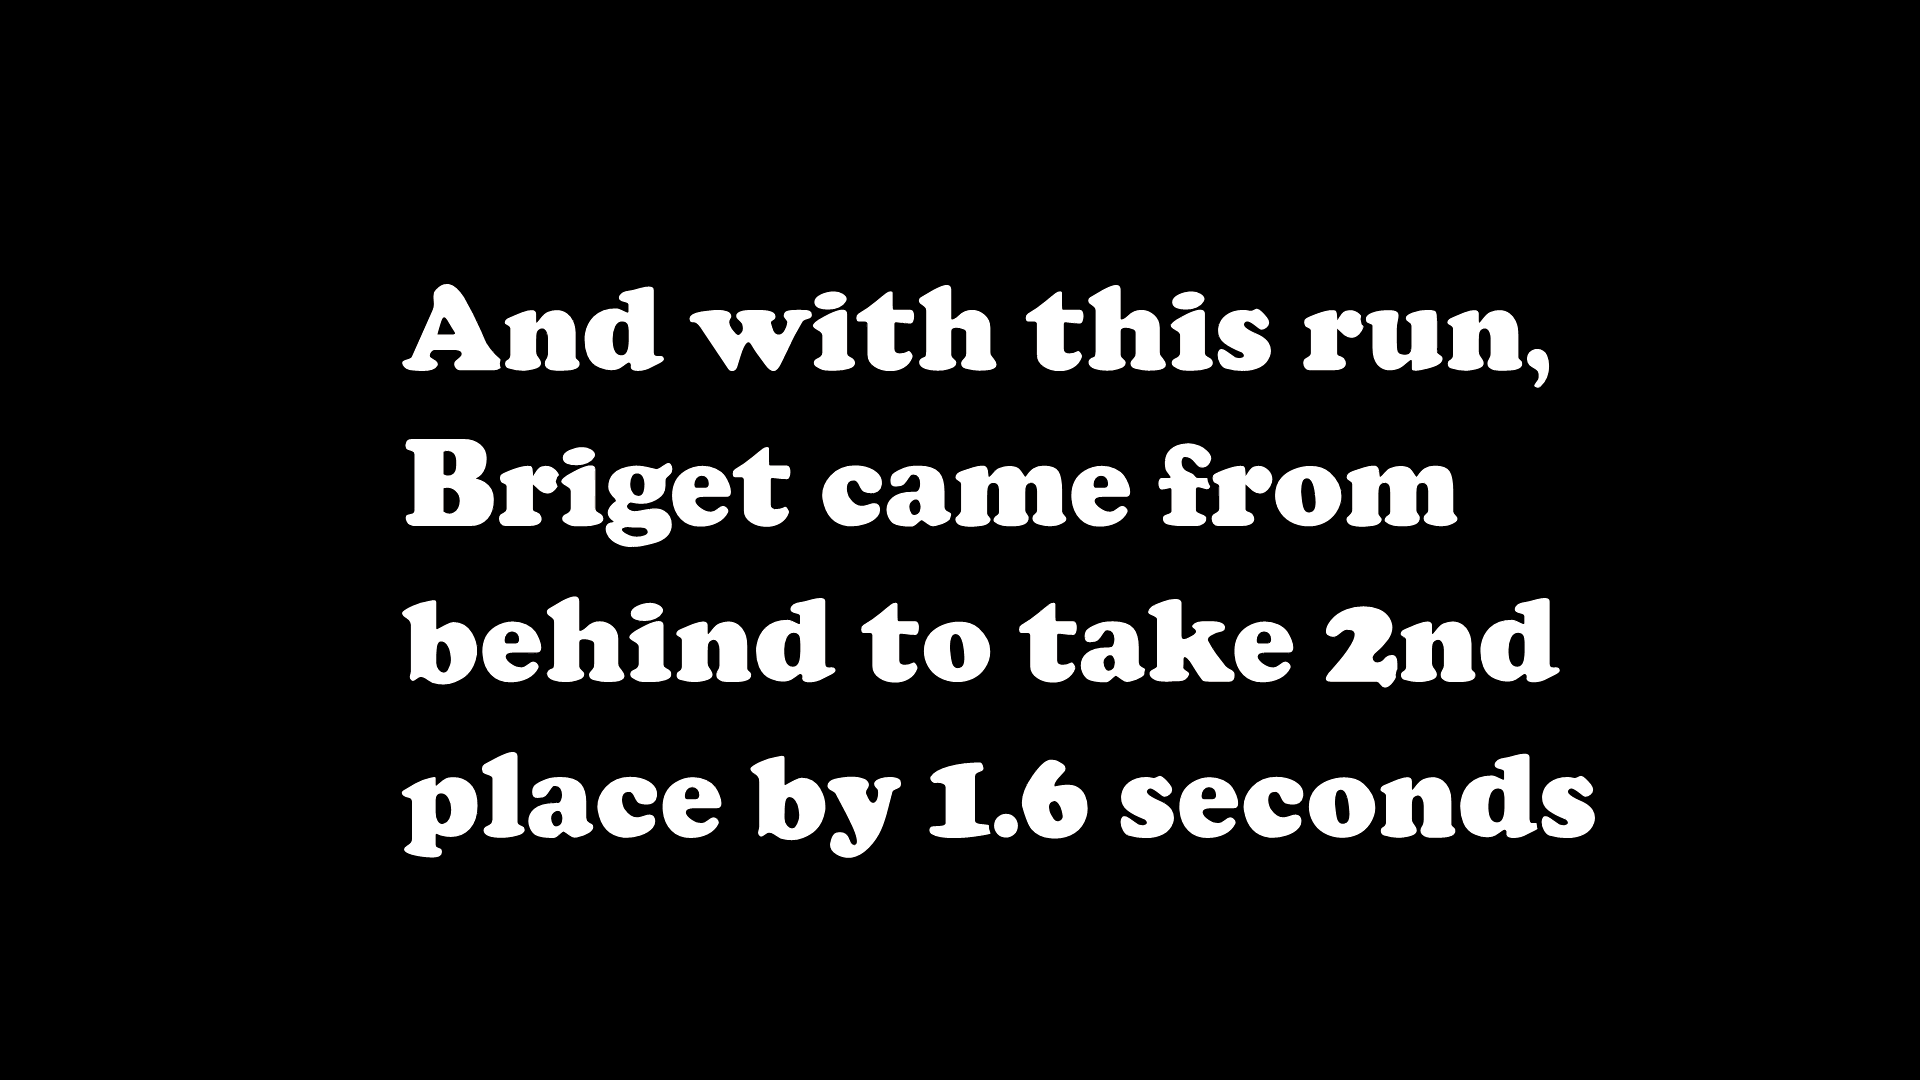 And with this run,
Briget came from
behind to take 2nd
place by 1.6 seconds